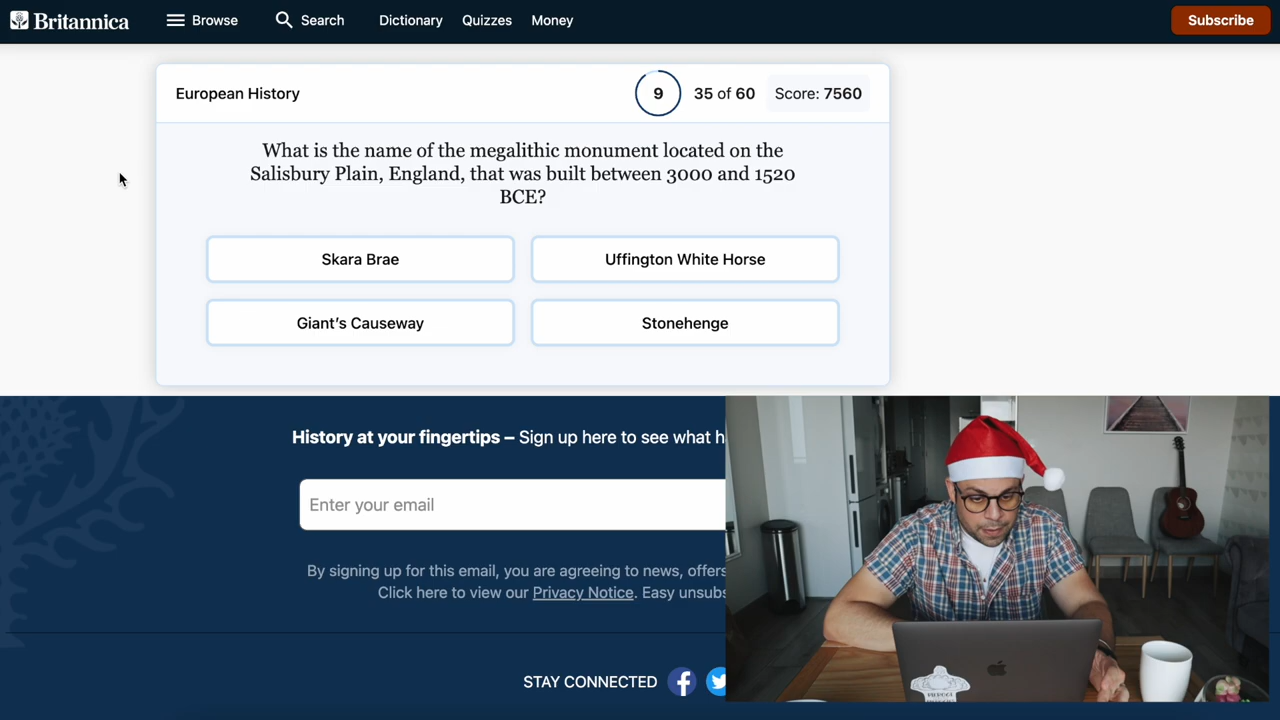 Britannica
Browse
Search
Dictionary
Quizzes
Money
Subscribe
European History
9
35 of 60
Score: 7560
What is the name of the megalithic monument located on the
Salisbury Plain, England, that was built between 3000 and 1520
BCE?
Skara Brae
Uffington White Horse
Giant's Causeway
Stonehenge
History at your fingertips – Sign up here to see what h
Enter your email
By signing up for this email, you are agreeing to news, offers
Click here to view our Privacy Notice. Easy unsubs
STAY CONNECTED